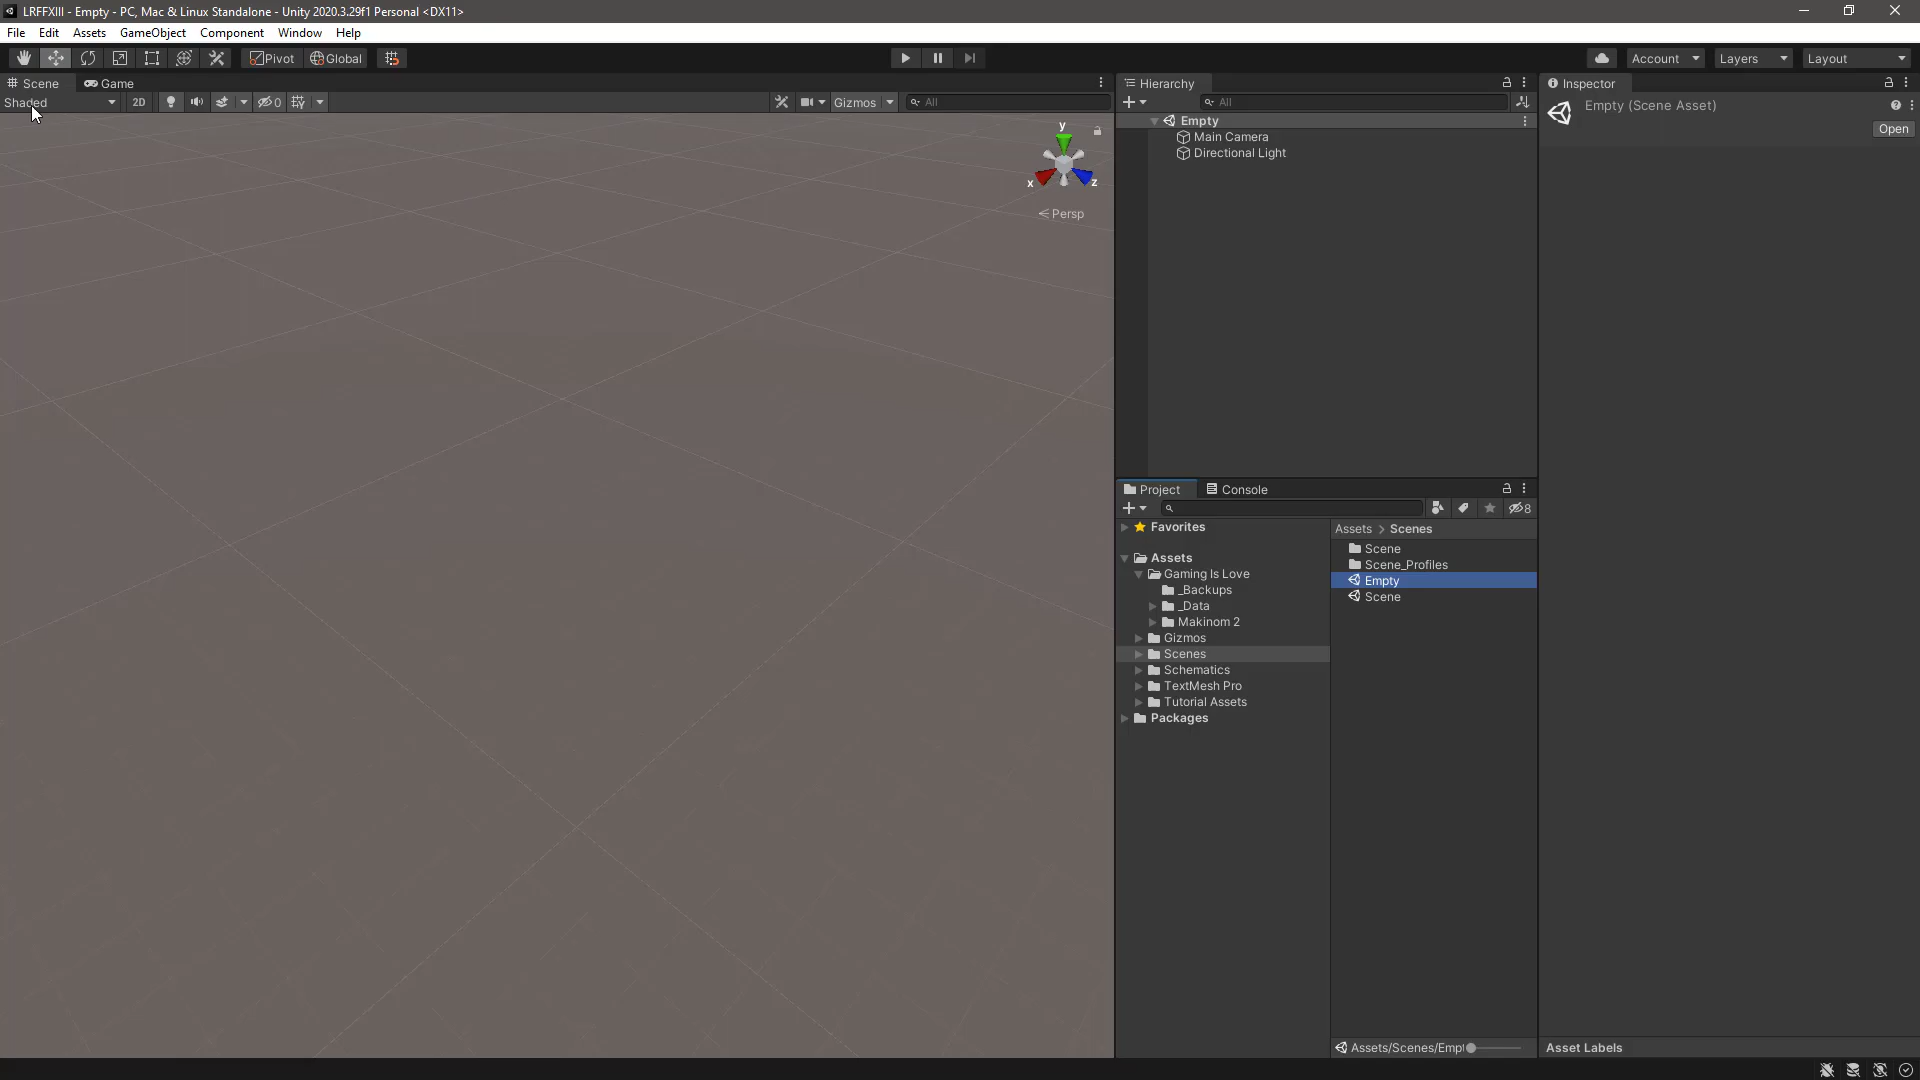 LRFFXIII - Empty - PC, Mac & Linux Standalone - Unity 2020.3.29f1 Personal <DX11>
File Edit Assets GameObject Component Window Help
Pivot Global Account Layers Layout
Scene Game
Shaded 2D 0 Gizmos All
y
x z
Persp
Hierarchy
All
Empty
Main Camera
Directional Light
Project Console
8
Favorites
Assets
Gaming Is Love
_Backups
_Data
Makinom 2
Gizmos
Scenes
Schematics
TextMesh Pro
Tutorial Assets
Packages
Assets > Scenes
Scene
Scene_Profiles
Empty
Scene
Assets/Scenes/Empt
Inspector
Empty (Scene Asset)
Open
Asset Labels